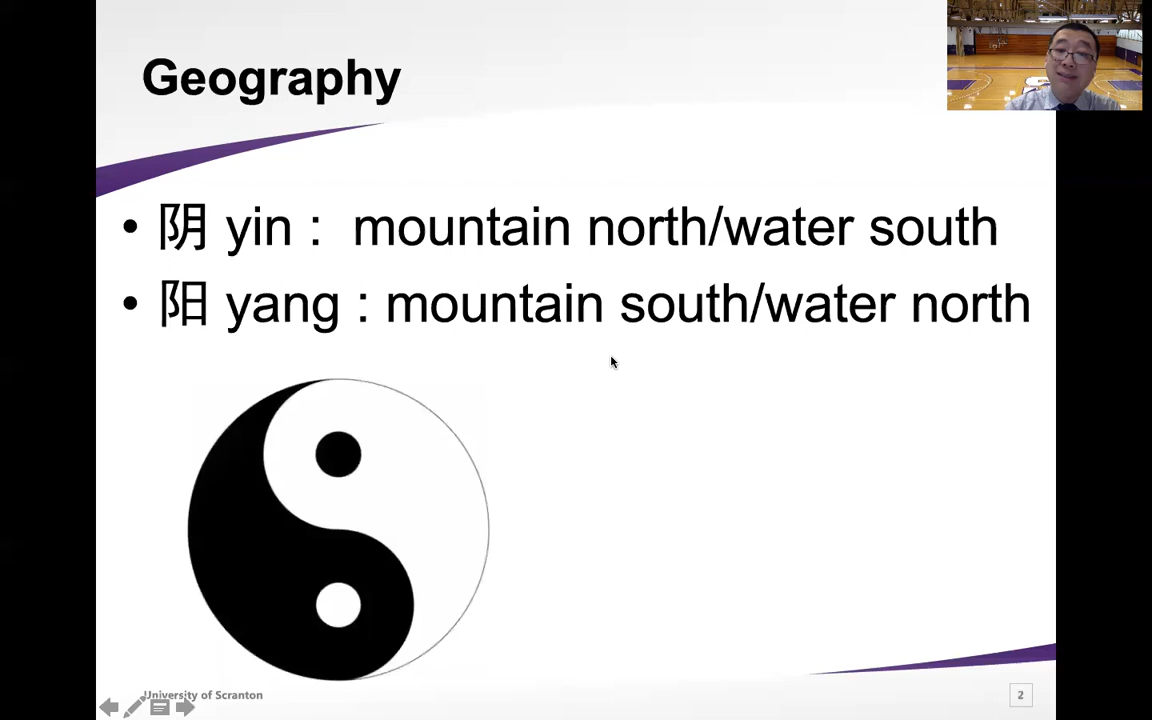 Geography
• 阴 yin : mountain north/water south
• 阳 yang : mountain south/water north
University of Scranton
2